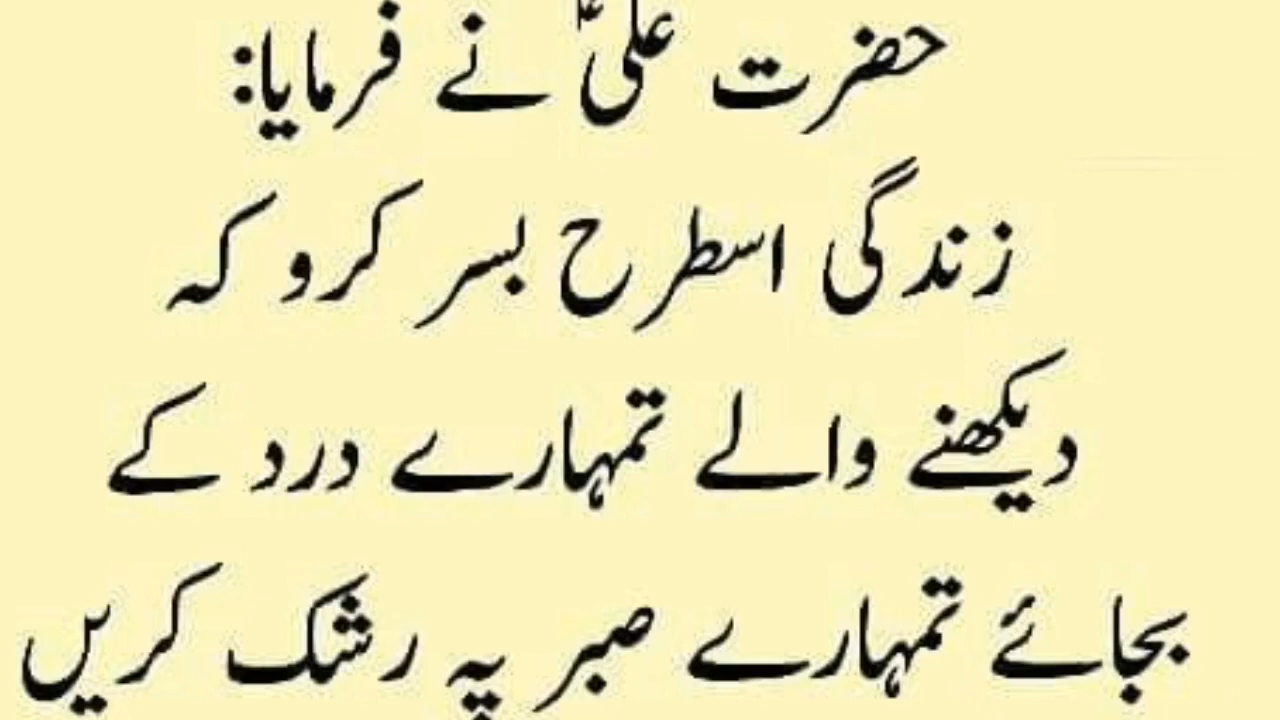 حضرت علیؑ نے فرمایا:
زندگی اسطرح بسر کرو کہ
دیکھنے والے تمہارے درد کے
بجائے تمہارے صبر پہ رشک کریں